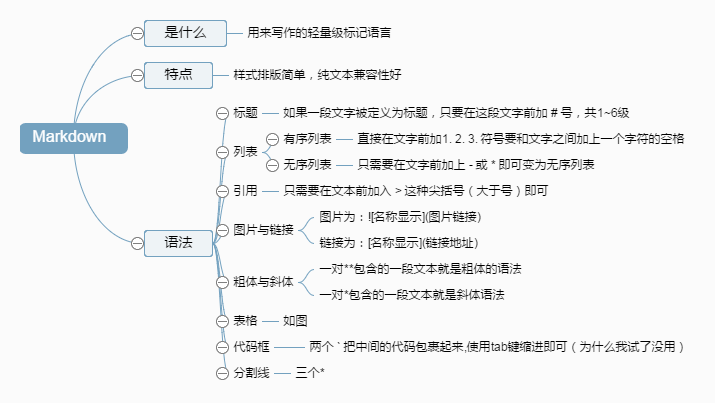 Markdown
是什么
用来写作的轻量级标记语言
特点
样式排版简单，纯文本兼容性好
语法
标题
如果一段文字被定义为标题，只要在这段文字前加 # 号，共1~6级
列表
有序列表
直接在文字前加1. 2. 3. 符号要和文字之间加上一个字符的空格
无序列表
只需要在文字前加上 - 或 * 即可变为无序列表
引用
只需要在文本前加入 > 这种尖括号（大于号）即可
图片与链接
图片为：![名称显示](图片链接)
链接为：[名称显示](链接地址)
粗体与斜体
一对**包含的一段文本就是粗体的语法
一对*包含的一段文本就是斜体语法
表格
如图
代码框
两个 ` 把中间的代码包裹起来,使用tab键缩进即可（为什么我试了没用）
分割线
三个*